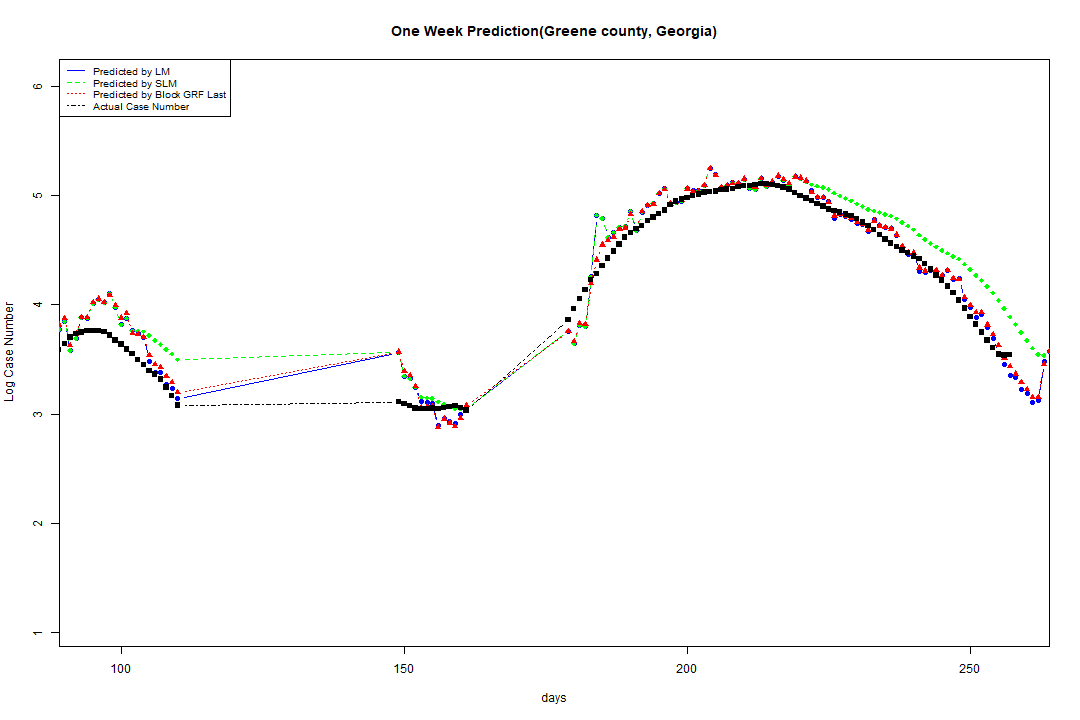 One Week Prediction(Greene county, Georgia)
Predicted by LM
Predicted by SLM
Predicted by Block GRF Last
Actual Case Number
6
5
4
3
2
1
Log Case Number
100 150 200 250
days